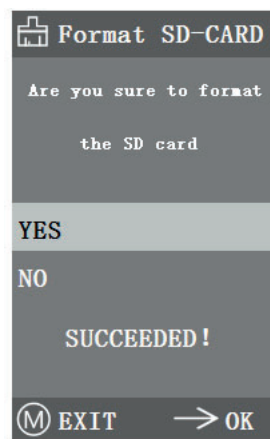 Format SD-CARD
Are you sure to format
the SD card
YES
NO
SUCCEEDED!
M EXIT → OK